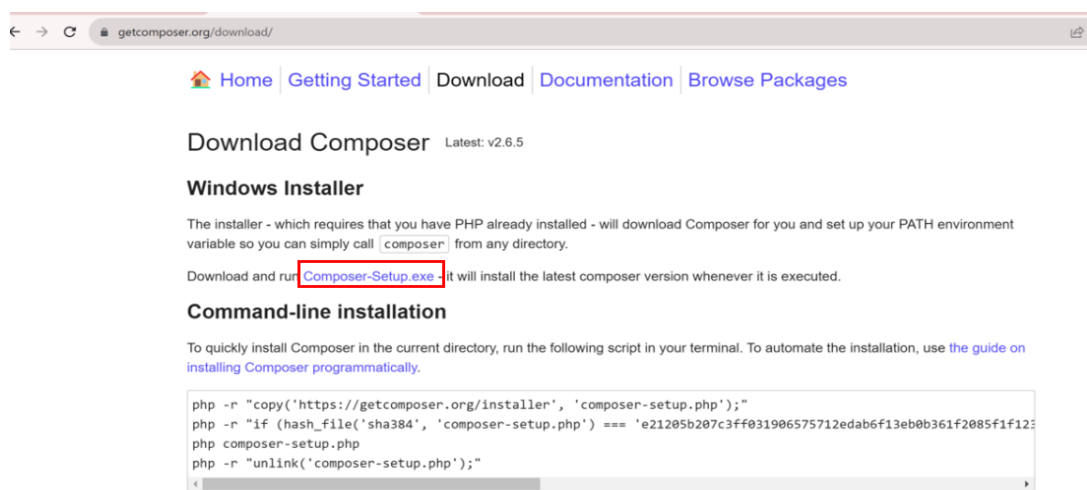 getcomposer.org/download/
Home Getting Started Download Documentation Browse Packages
Download Composer Latest: v2.6.5
Windows Installer
The installer - which requires that you have PHP already installed - will download Composer for you and set up your PATH environment
variable so you can simply call composer from any directory.
Download and run Composer-Setup.exe - it will install the latest composer version whenever it is executed.
Command-line installation
To quickly install Composer in the current directory, run the following script in your terminal. To automate the installation, use the guide on
installing Composer programmatically.
php -r "copy('https://getcomposer.org/installer', 'composer-setup.php');"
php -r "if (hash_file('sha384', 'composer-setup.php') === 'e21205b207c3ff031906575712edab6f13eb0b361f2085f1f123
php composer-setup.php
php -r "unlink('composer-setup.php');"